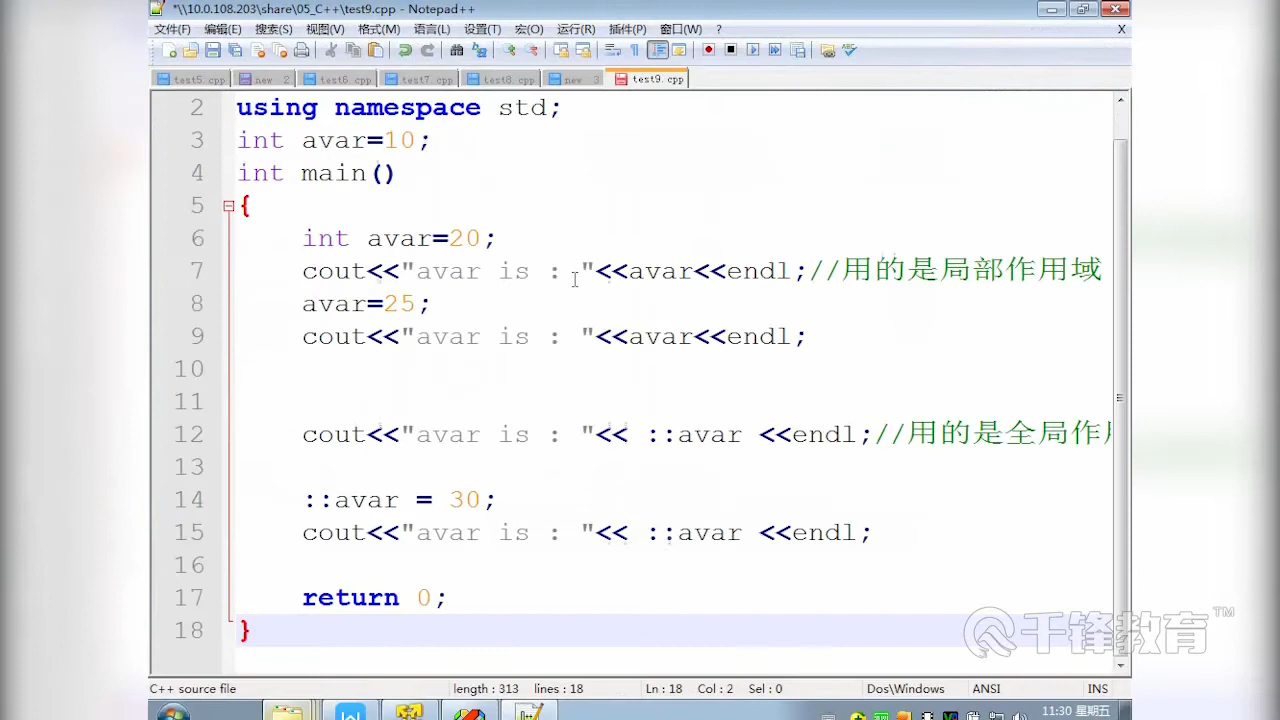 *\\10.0.108.203\share\05_C++\test9.cpp - Notepad++
文件(F) 编辑(E) 搜索(S) 视图(V) 格式(M) 语言(L) 设置(T) 宏(O) 运行(R) 插件(P) 窗口(W) ? X
test5.cpp new 2 test6.cpp test7.cpp test8.cpp new 3 test9.cpp
2 using namespace std;
3 int avar=10;
4 int main()
5 {
6 int avar=20;
7 cout<<"avar is : "<<avar<<endl;//用的是局部作用域
8 avar=25;
9 cout<<"avar is : "<<avar<<endl;
10
11
12 cout<<"avar is : "<< ::avar <<endl;//用的是全局作用
13
14 ::avar = 30;
15 cout<<"avar is : "<< ::avar <<endl;
16
17 return 0;
18 }
千锋教育™
C++ source file length : 313 lines : 18 Ln : 18 Col : 2 Sel : 0 Dos\Windows ANSI INS
11:30 星期五